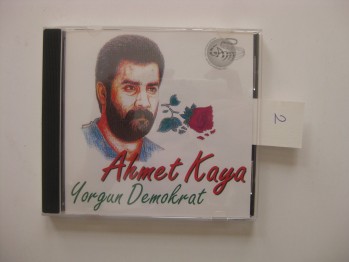 2
Ahmet Kaya
Yorgun Demokrat